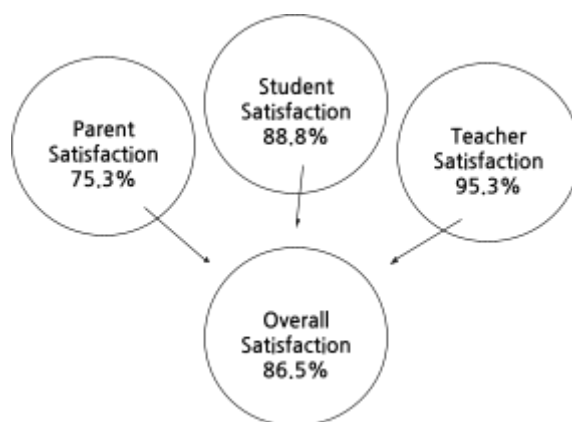 Parent
Satisfaction
75.3%
Student
Satisfaction
88.8%
Teacher
Satisfaction
95.3%
Overall
Satisfaction
86.5%